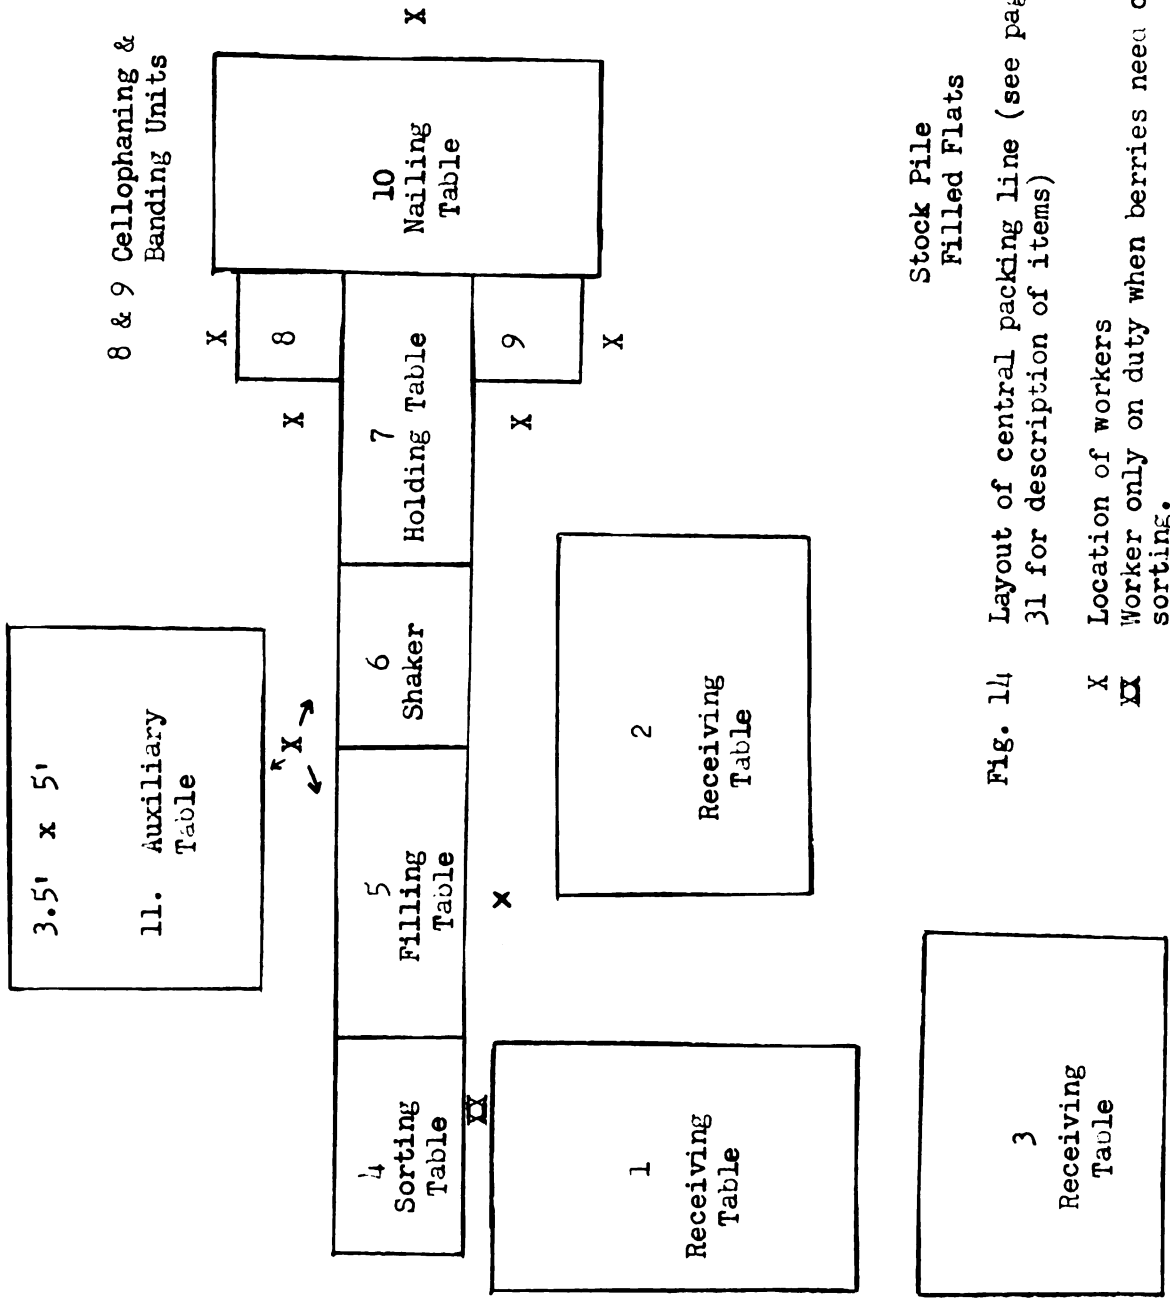 3.5' x 5'
11. Auxiliary
Table
8 & 9 Cellophaning &
Banding Units
X
X
X
X
4
Sorting
Table
5
Filling
Table
6
Shaker
7
Holding Table
8
9
10
Nailing
Table
XX
X
X
X
1
Receiving
Table
2
Receiving
Table
3
Receiving
Table
Stock Pile
Filled Flats
Fig. 14 Layout of central packing line (see
31 for description of items)
X Location of workers
XX Worker only on duty when berries need
sorting.